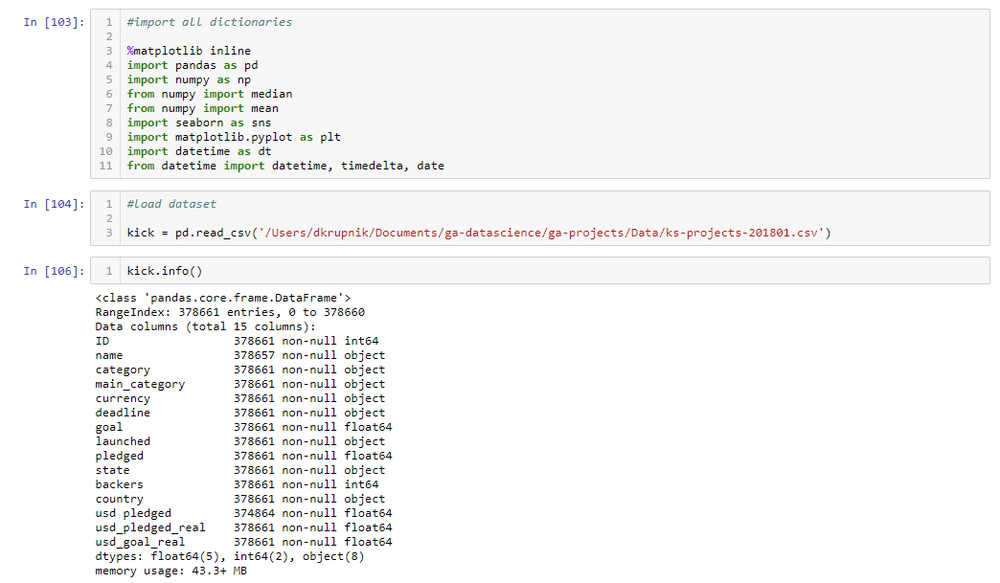 In [103]:
1 #import all dictionaries
2
3 %matplotlib inline
4 import pandas as pd
5 import numpy as np
6 from numpy import median
7 from numpy import mean
8 import seaborn as sns
9 import matplotlib.pyplot as plt
10 import datetime as dt
11 from datetime import datetime, timedelta, date
In [104]:
1 #load dataset
2
3 kick = pd.read_csv('/Users/dkrupnik/Documents/ga-datascience/ga-projects/Data/ks-projects-201801.csv')
In [106]:
1 kick.info()
<class 'pandas.core.frame.DataFrame'>
RangeIndex: 378661 entries, 0 to 378660
Data columns (total 15 columns):
ID                  378661 non-null int64
name                378657 non-null object
category            378661 non-null object
main_category       378661 non-null object
currency            378661 non-null object
deadline            378661 non-null object
goal                378661 non-null float64
launched            378661 non-null object
pledged             378661 non-null float64
state               378661 non-null object
backers             378661 non-null int64
country             378661 non-null object
usd pledged         374864 non-null float64
usd_pledged_real    378661 non-null float64
usd_goal_real       378661 non-null float64
dtypes: float64(5), int64(2), object(8)
memory usage: 43.3+ MB